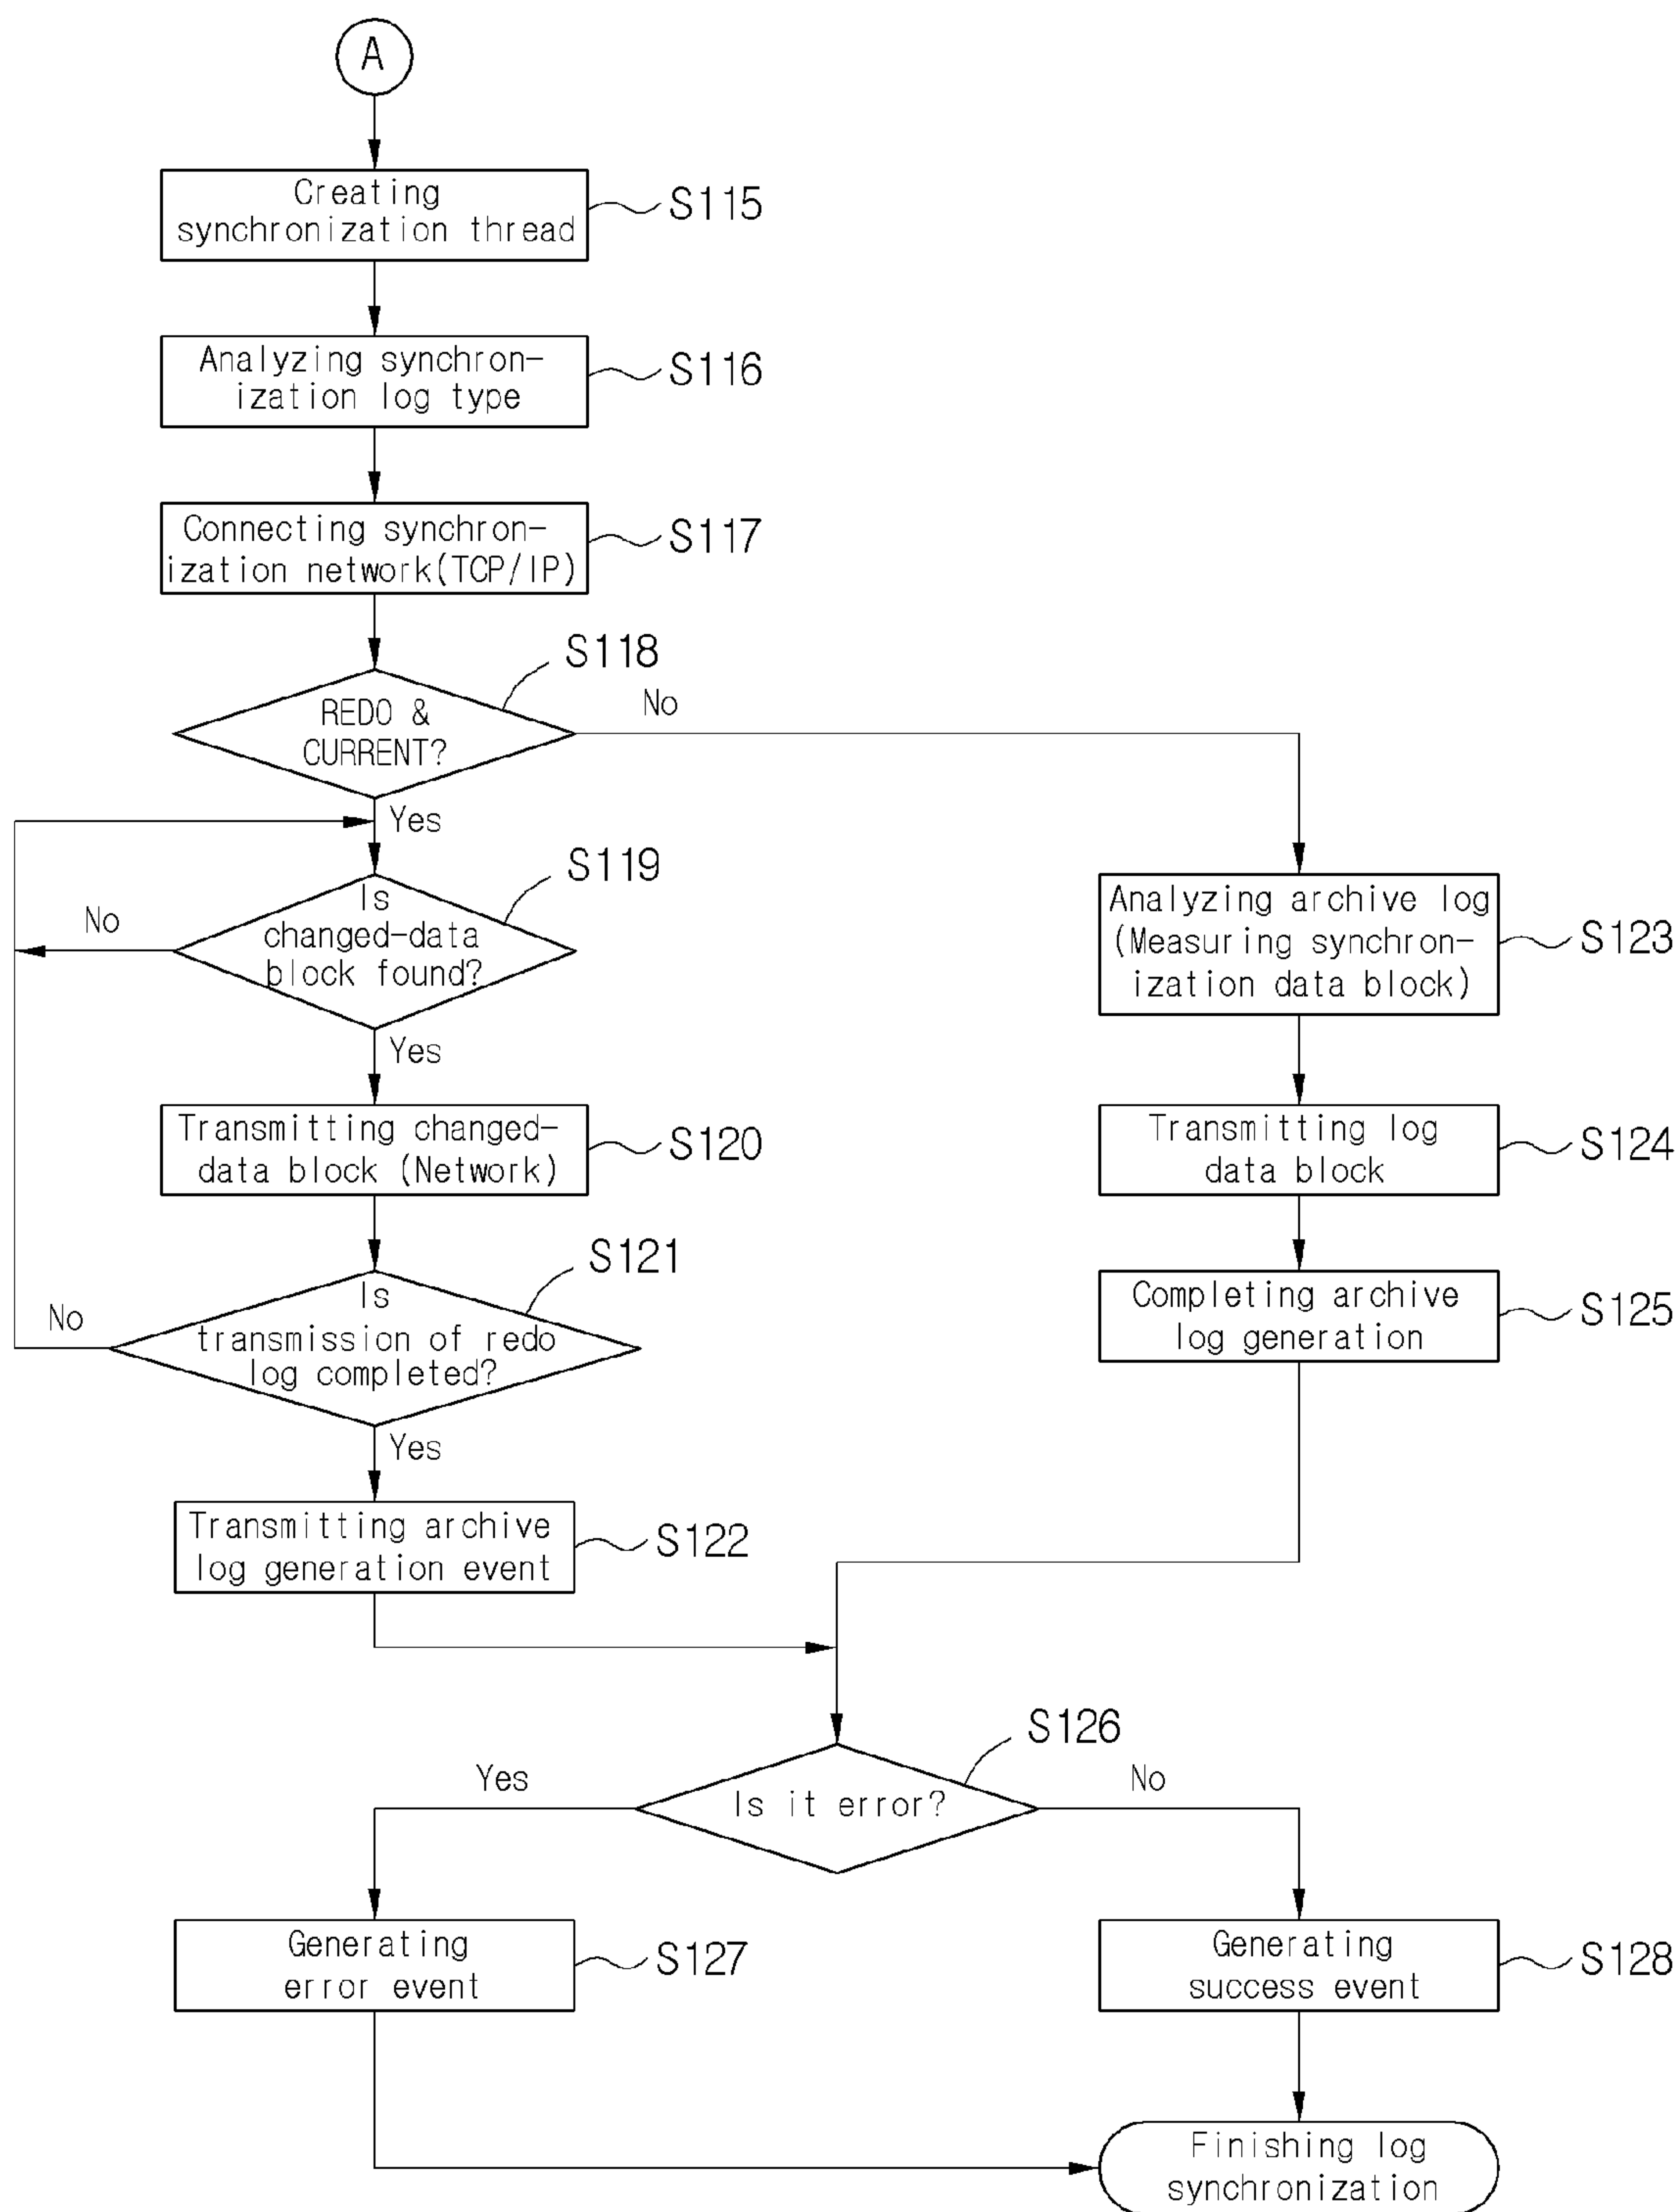 A
Creating
synchronization thread
S115
Analyzing synchron-
ization log type
S116
Connecting synchron-
ization network(TCP/IP)
S117
S118
REDO &
CURRENT?
No
Yes
S119
Is
changed-data
block found?
No
Yes
Transmitting changed-
data block (Network)
S120
S121
Is
transmission of redo
log completed?
No
Yes
Transmitting archive
log generation event
S122
Analyzing archive log
(Measuring synchron-
ization data block)
S123
Transmitting log
data block
S124
Completing archive
log generation
S125
S126
Is it error?
Yes
No
Generating
error event
S127
Generating
success event
S128
Finishing log
synchronization